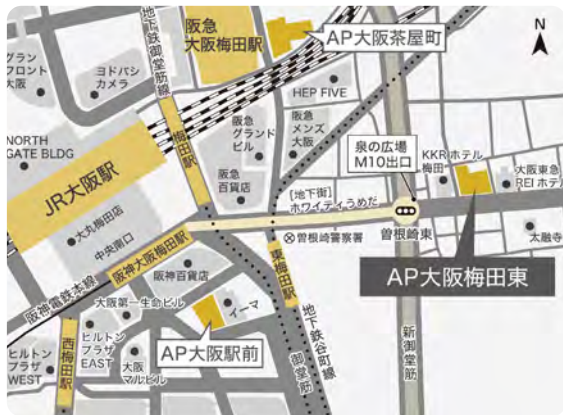 N
阪急
大阪梅田駅
AP大阪茶屋町
地下鉄御堂筋線
グラン
フロント
大阪
ヨドバシ
カメラ
HEP FIVE
梅田駅
阪急
グランド
ビル
阪急
メンズ
大阪
泉の広場
M10出口
NORTH
GATE BLDG
KKR ホテル
梅田
大阪東急
REI ホテル
阪急
百貨店
JR大阪駅
[地下街]
ホワイティうめだ
大丸梅田店
中央南口
曽根崎警察署
曽根崎東
太融寺
阪神大阪梅田駅
東梅田駅
AP大阪梅田東
阪神電鉄本線
阪神百貨店
大阪第一生命ビル
イーマ
地下鉄谷町線
御堂筋
新御堂筋
西梅田駅
ヒルトン
プラザ
EAST
AP大阪駅前
ヒルトン
プラザ
WEST
大阪
マルビル